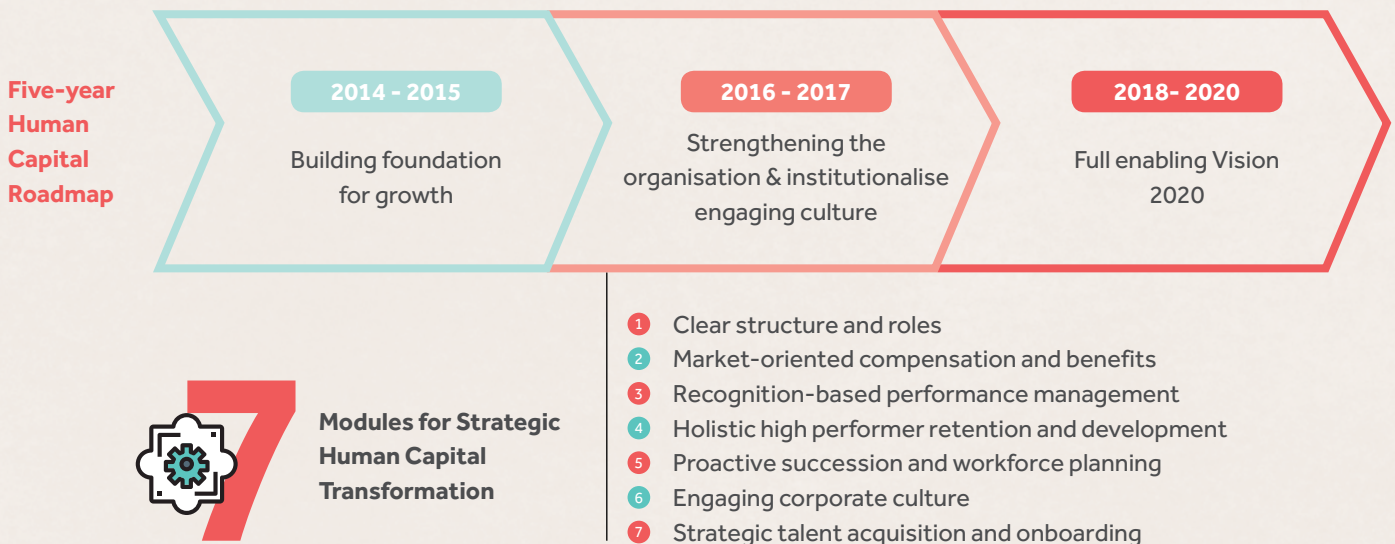 Five-year
Human
Capital
Roadmap
2014 - 2015
Building foundation
for growth
2016 - 2017
Strengthening the
organisation & institutionalise
engaging culture
2018- 2020
Full enabling Vision
2020
7
Modules for Strategic
Human Capital
Transformation
1 Clear structure and roles
2 Market-oriented compensation and benefits
3 Recognition-based performance management
4 Holistic high performer retention and development
5 Proactive succession and workforce planning
6 Engaging corporate culture
7 Strategic talent acquisition and onboarding